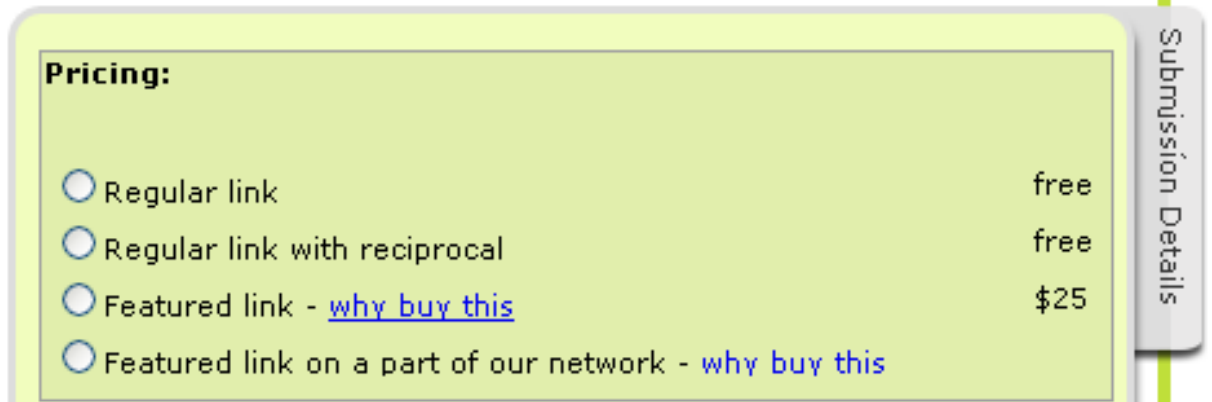 Pricing:
Regular link free
Regular link with reciprocal free
Featured link - why buy this $25
Featured link on a part of our network - why buy this
Submission Details